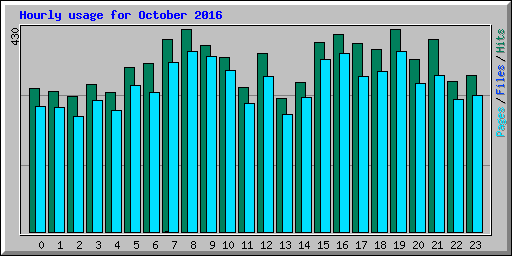 Hourly usage for October 2016
430
Pages/Files/Hits
0 1 2 3 4 5 6 7 8 9 10 11 12 13 14 15 16 17 18 19 20 21 22 23